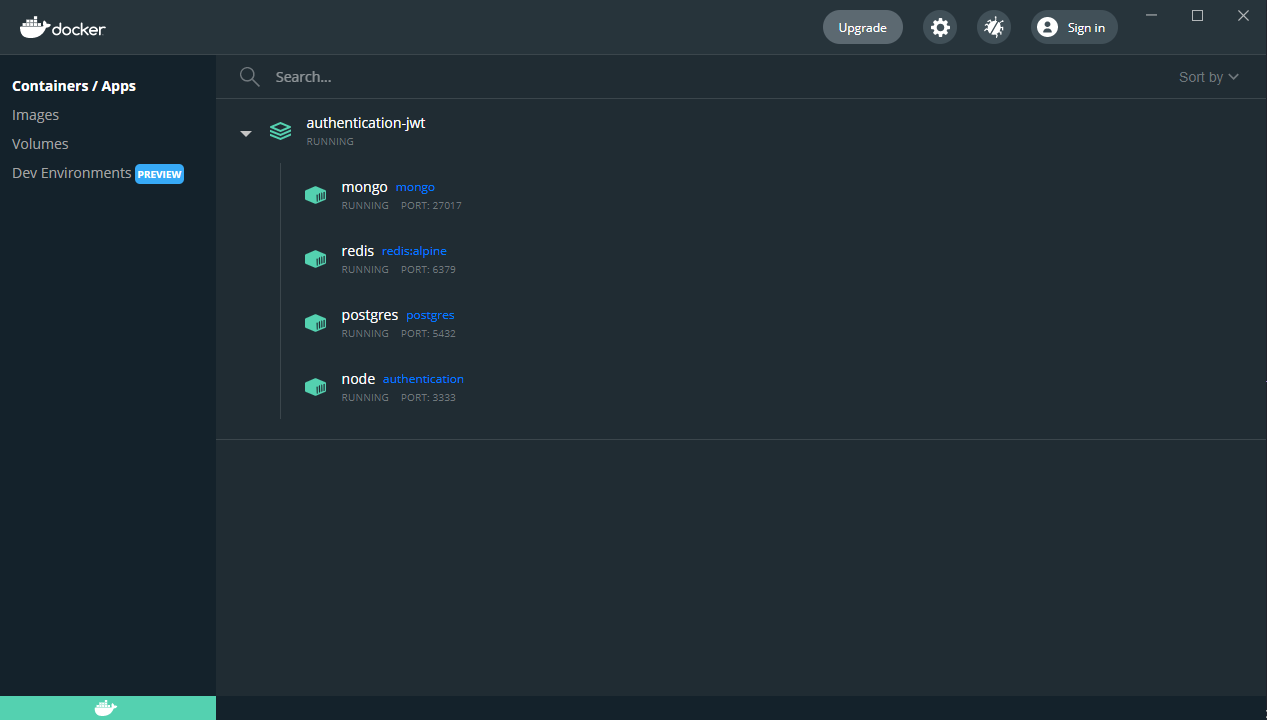 docker
Upgrade
Sign in
Containers / Apps
Images
Volumes
Dev Environments PREVIEW
Search...
Sort by
authentication-jwt
RUNNING
mongo mongo
RUNNING PORT: 27017
redis redis:alpine
RUNNING PORT: 6379
postgres postgres
RUNNING PORT: 5432
node authentication
RUNNING PORT: 3333